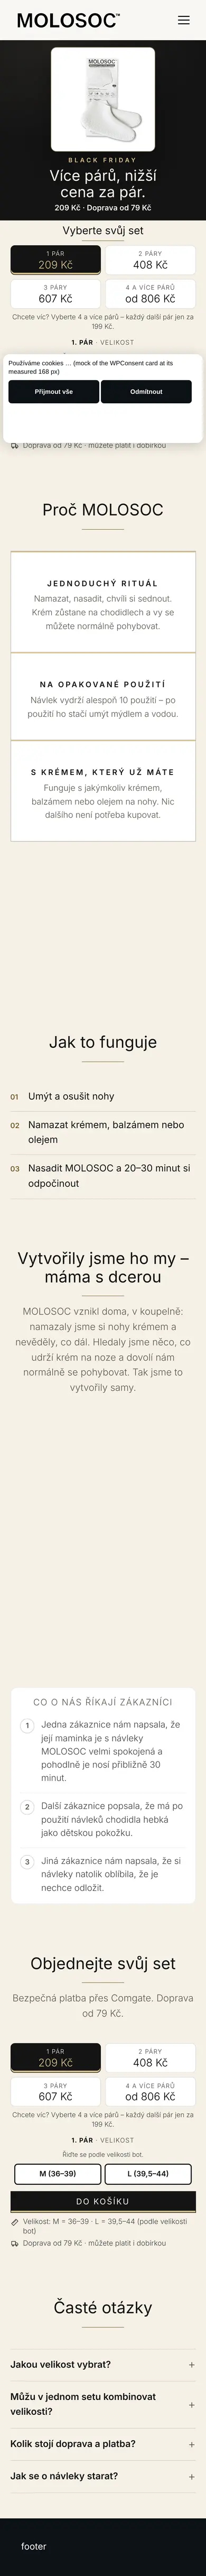 MOLOSOC™
BLACK FRIDAY
Více párů, nižší
cena za pár.
209 Kč · Doprava od 79 Kč
Vyberte svůj set
1 PÁR
209 Kč
2 PÁRY
408 Kč
3 PÁRY
607 Kč
4 A VÍCE PÁRŮ
od 806 Kč
Chcete víc? Vyberte 4 a více párů – každý další pár jen za
199 Kč.
1. PÁR · VELIKOST
Používáme cookies … (mock of the WPConsent card at its
measured 168 px)
Přijmout vše
Odmítnout
Doprava od 79 Kč · můžete platit i dobírkou
Proč MOLOSOC
JEDNODUCHÝ RITUÁL
Namazat, nasadit, chvíli si sednout.
Krém zůstane na chodidlech a vy se
můžete normálně pohybovat.
NA OPAKOVANÉ POUŽITÍ
Návlek vydrží alespoň 10 použití – po
použití ho stačí umýt mýdlem a vodou.
S KRÉMEM, KTERÝ UŽ MÁTE
Funguje s jakýmkoliv krémem,
balzámem nebo olejem na nohy. Nic
dalšího není potřeba kupovat.
Jak to funguje
01 Umýt a osušit nohy
02 Namazat krémem, balzámem nebo
olejem
03 Nasadit MOLOSOC a 20–30 minut si
odpočinout
Vytvořily jsme ho my –
máma s dcerou
MOLOSOC vznikl doma, v koupelně:
namazaly jsme si nohy krémem a
nevěděly, co dál. Hledaly jsme něco, co
udrží krém na noze a dovolí nám
normálně se pohybovat. Tak jsme to
vytvořily samy.
CO O NÁS ŘÍKAJÍ ZÁKAZNÍCI
1 Jedna zákaznice nám napsala, že
její maminka je s návleky
MOLOSOC velmi spokojená a
pohodlně je nosí přibližně 30
minut.
2 Další zákaznice popsala, že má po
použití návleků chodidla hebká
jako dětskou pokožku.
3 Jiná zákaznice nám napsala, že si
návleky natolik oblíbila, že je
nechce odložit.
Objednejte svůj set
Bezpečná platba přes Comgate. Doprava
od 79 Kč.
1 PÁR
209 Kč
2 PÁRY
408 Kč
3 PÁRY
607 Kč
4 A VÍCE PÁRŮ
od 806 Kč
Chcete víc? Vyberte 4 a více párů – každý další pár jen za
199 Kč.
1. PÁR · VELIKOST
Řiďte se podle velikosti bot.
M (36–39)
L (39,5–44)
DO KOŠÍKU
Velikost: M = 36–39 · L = 39,5–44 (podle velikosti
bot)
Doprava od 79 Kč · můžete platit i dobírkou
Časté otázky
Jakou velikost vybrat? +
Můžu v jednom setu kombinovat
velikosti? +
Kolik stojí doprava a platba? +
Jak se o návleky starat? +
footer